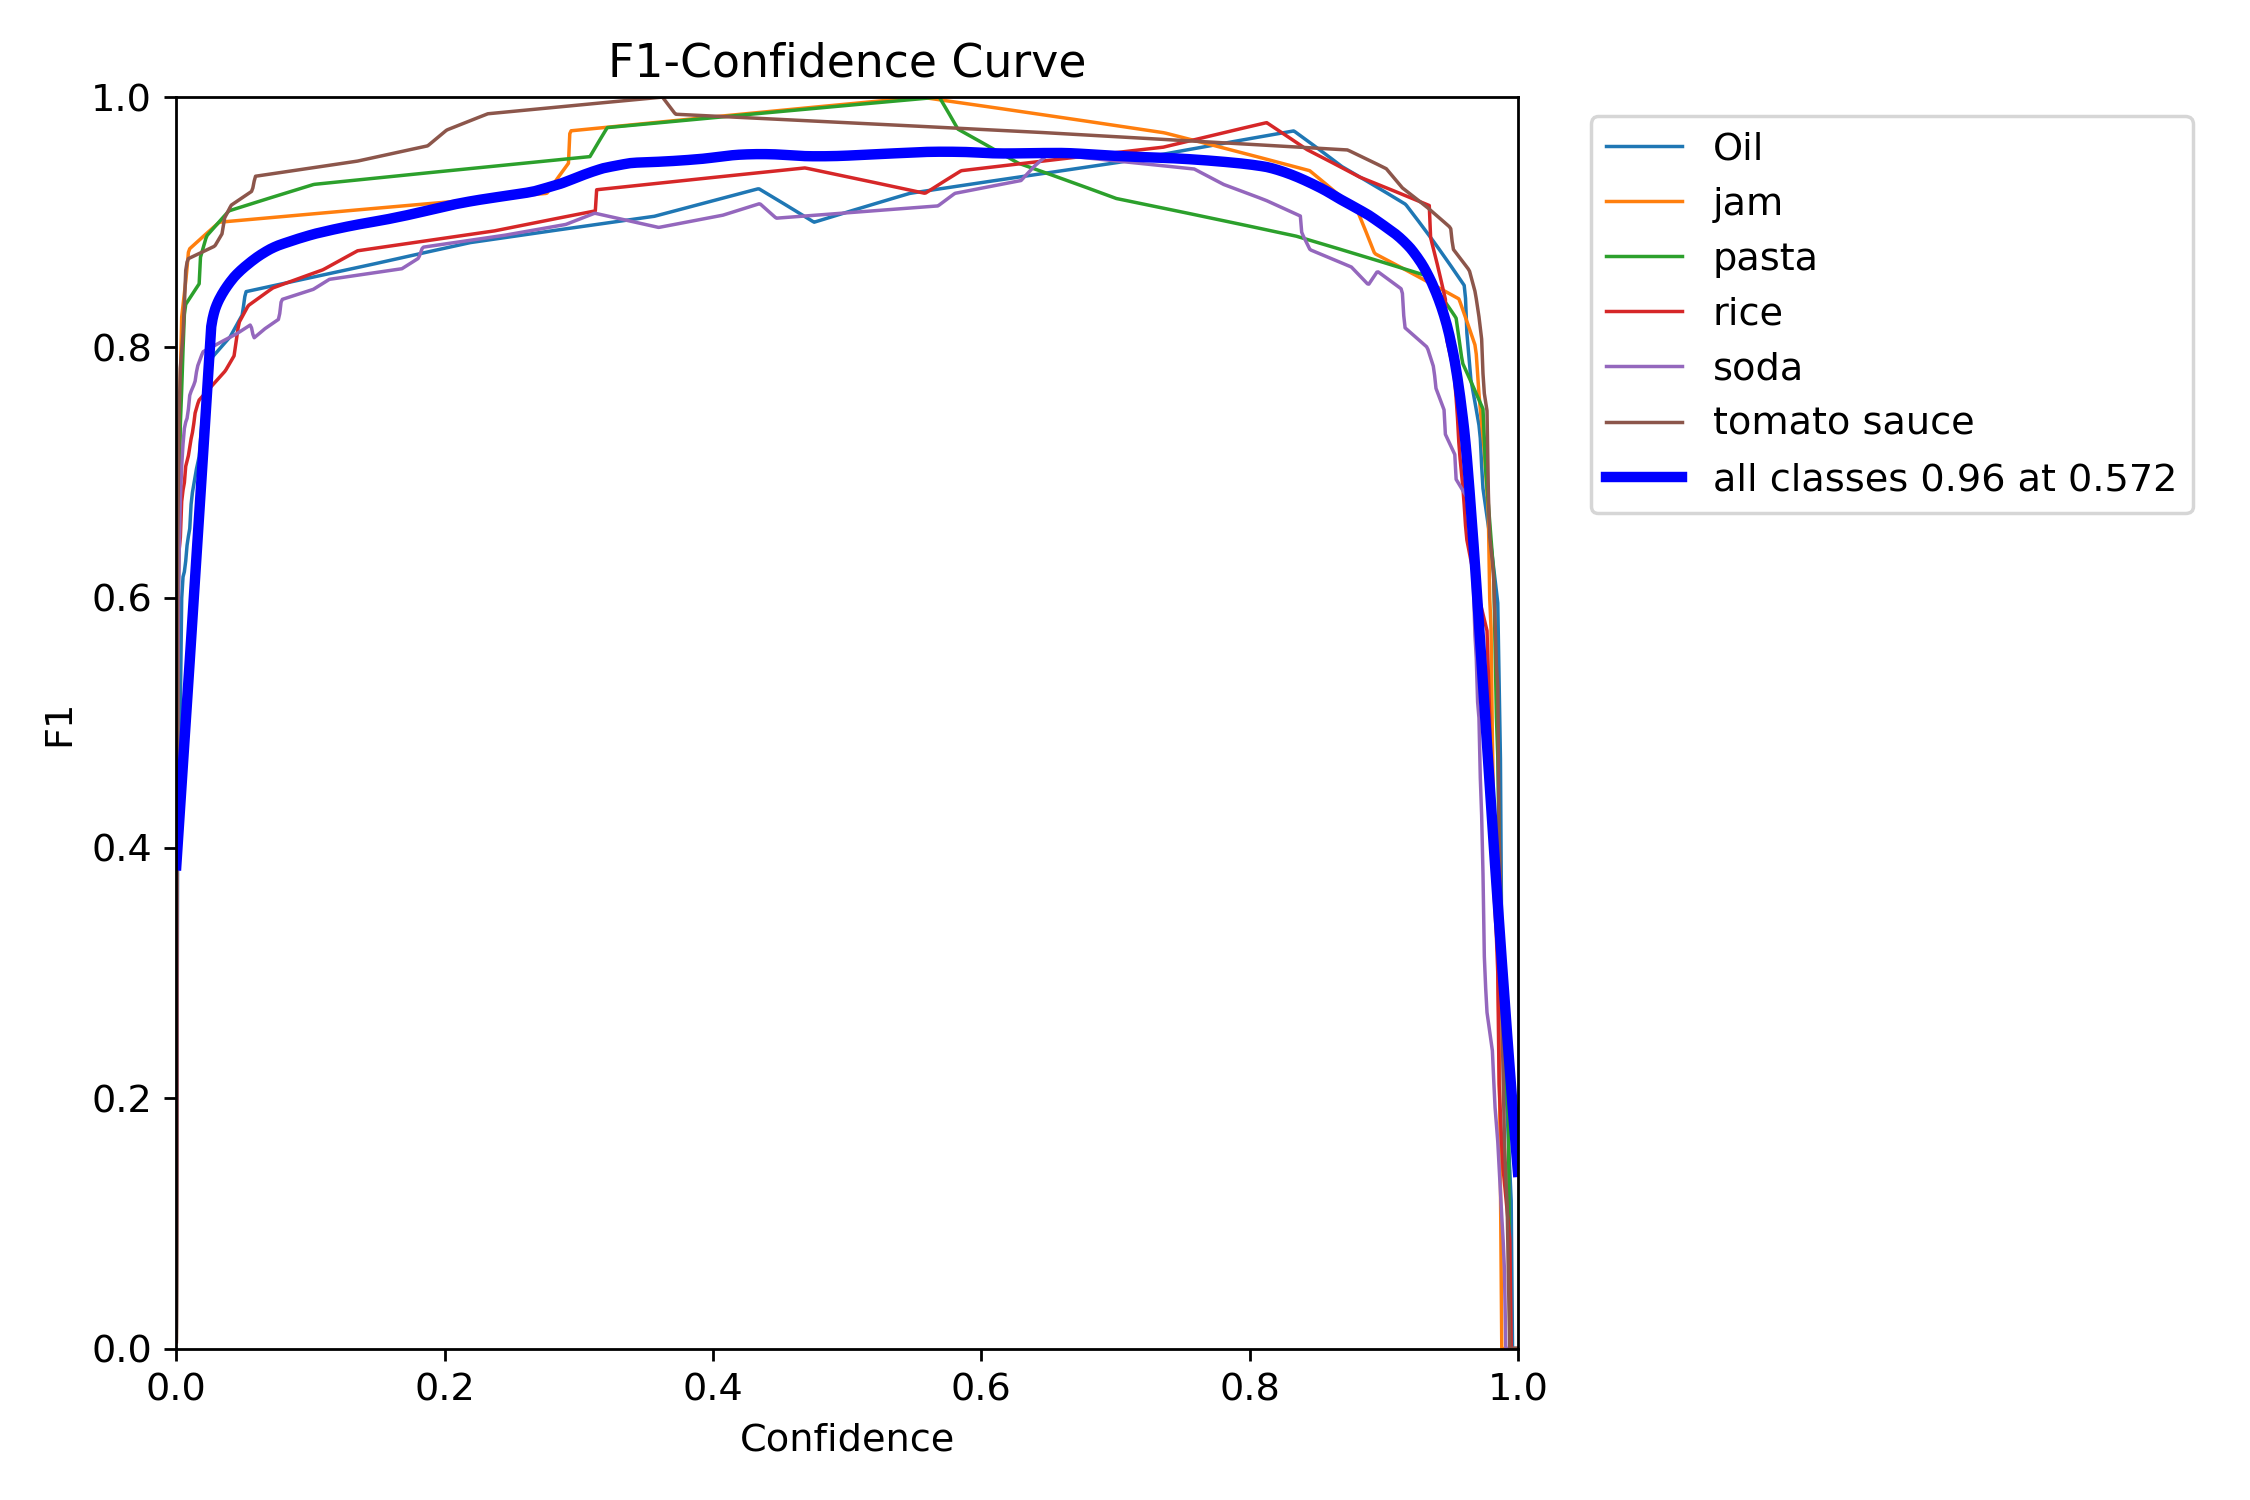 F1-Confidence Curve
1.0
0.8
0.6
0.4
0.2
0.0
F1
0.0 0.2 0.4 0.6 0.8 1.0
Confidence
Oil
jam
pasta
rice
soda
tomato sauce
all classes 0.96 at 0.572